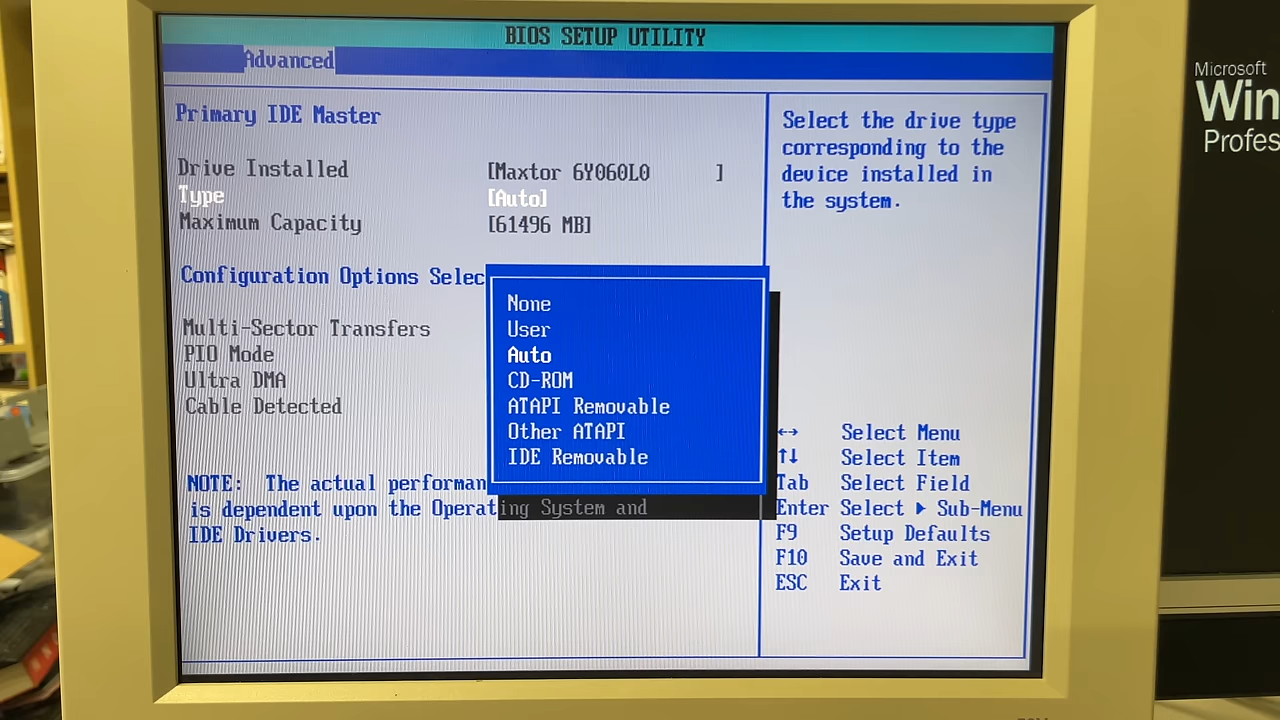 BIOS SETUP UTILITY
Advanced
Primary IDE Master
Drive Installed [Maxtor 6Y060L0 ]
Type [Auto]
Maximum Capacity [61496 MB]
Configuration Options Selec
Multi-Sector Transfers
PIO Mode
Ultra DMA
Cable Detected
NOTE: The actual performan
is dependent upon the Operating System and
IDE Drivers.
None
User
Auto
CD-ROM
ATAPI Removable
Other ATAPI
IDE Removable
Select the drive type
corresponding to the
device installed in
the system.
↔ Select Menu
↑↓ Select Item
Tab Select Field
Enter Select ▶ Sub-Menu
F9 Setup Defaults
F10 Save and Exit
ESC Exit
Microsoft
Win
Profes